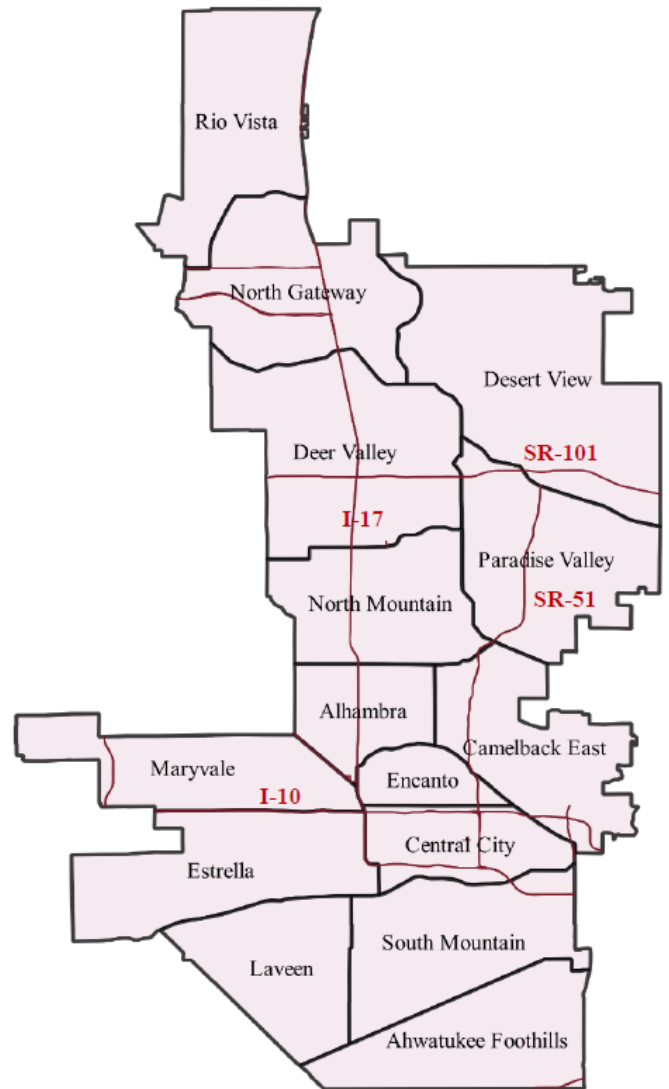 Rio Vista
North Gateway
Desert View
Deer Valley
SR-101
I-17
Paradise Valley
North Mountain
SR-51
Alhambra
Camelback East
Maryvale
Encanto
I-10
Central City
Estrella
South Mountain
Laveen
Ahwatukee Foothills